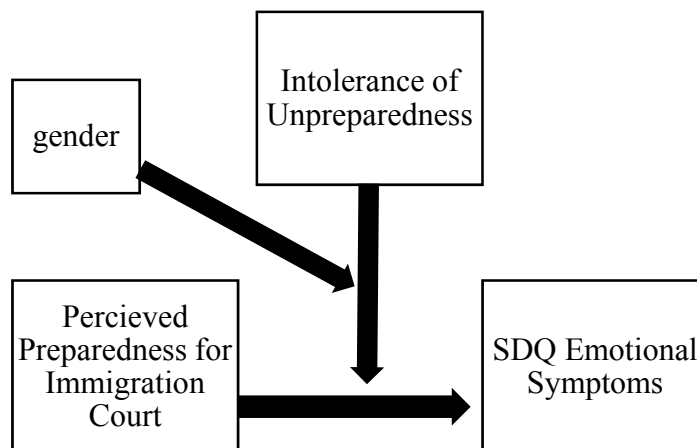 Intolerance of
Unpreparedness
gender
Percieved
Preparedness for
Immigration
Court
SDQ Emotional
Symptoms